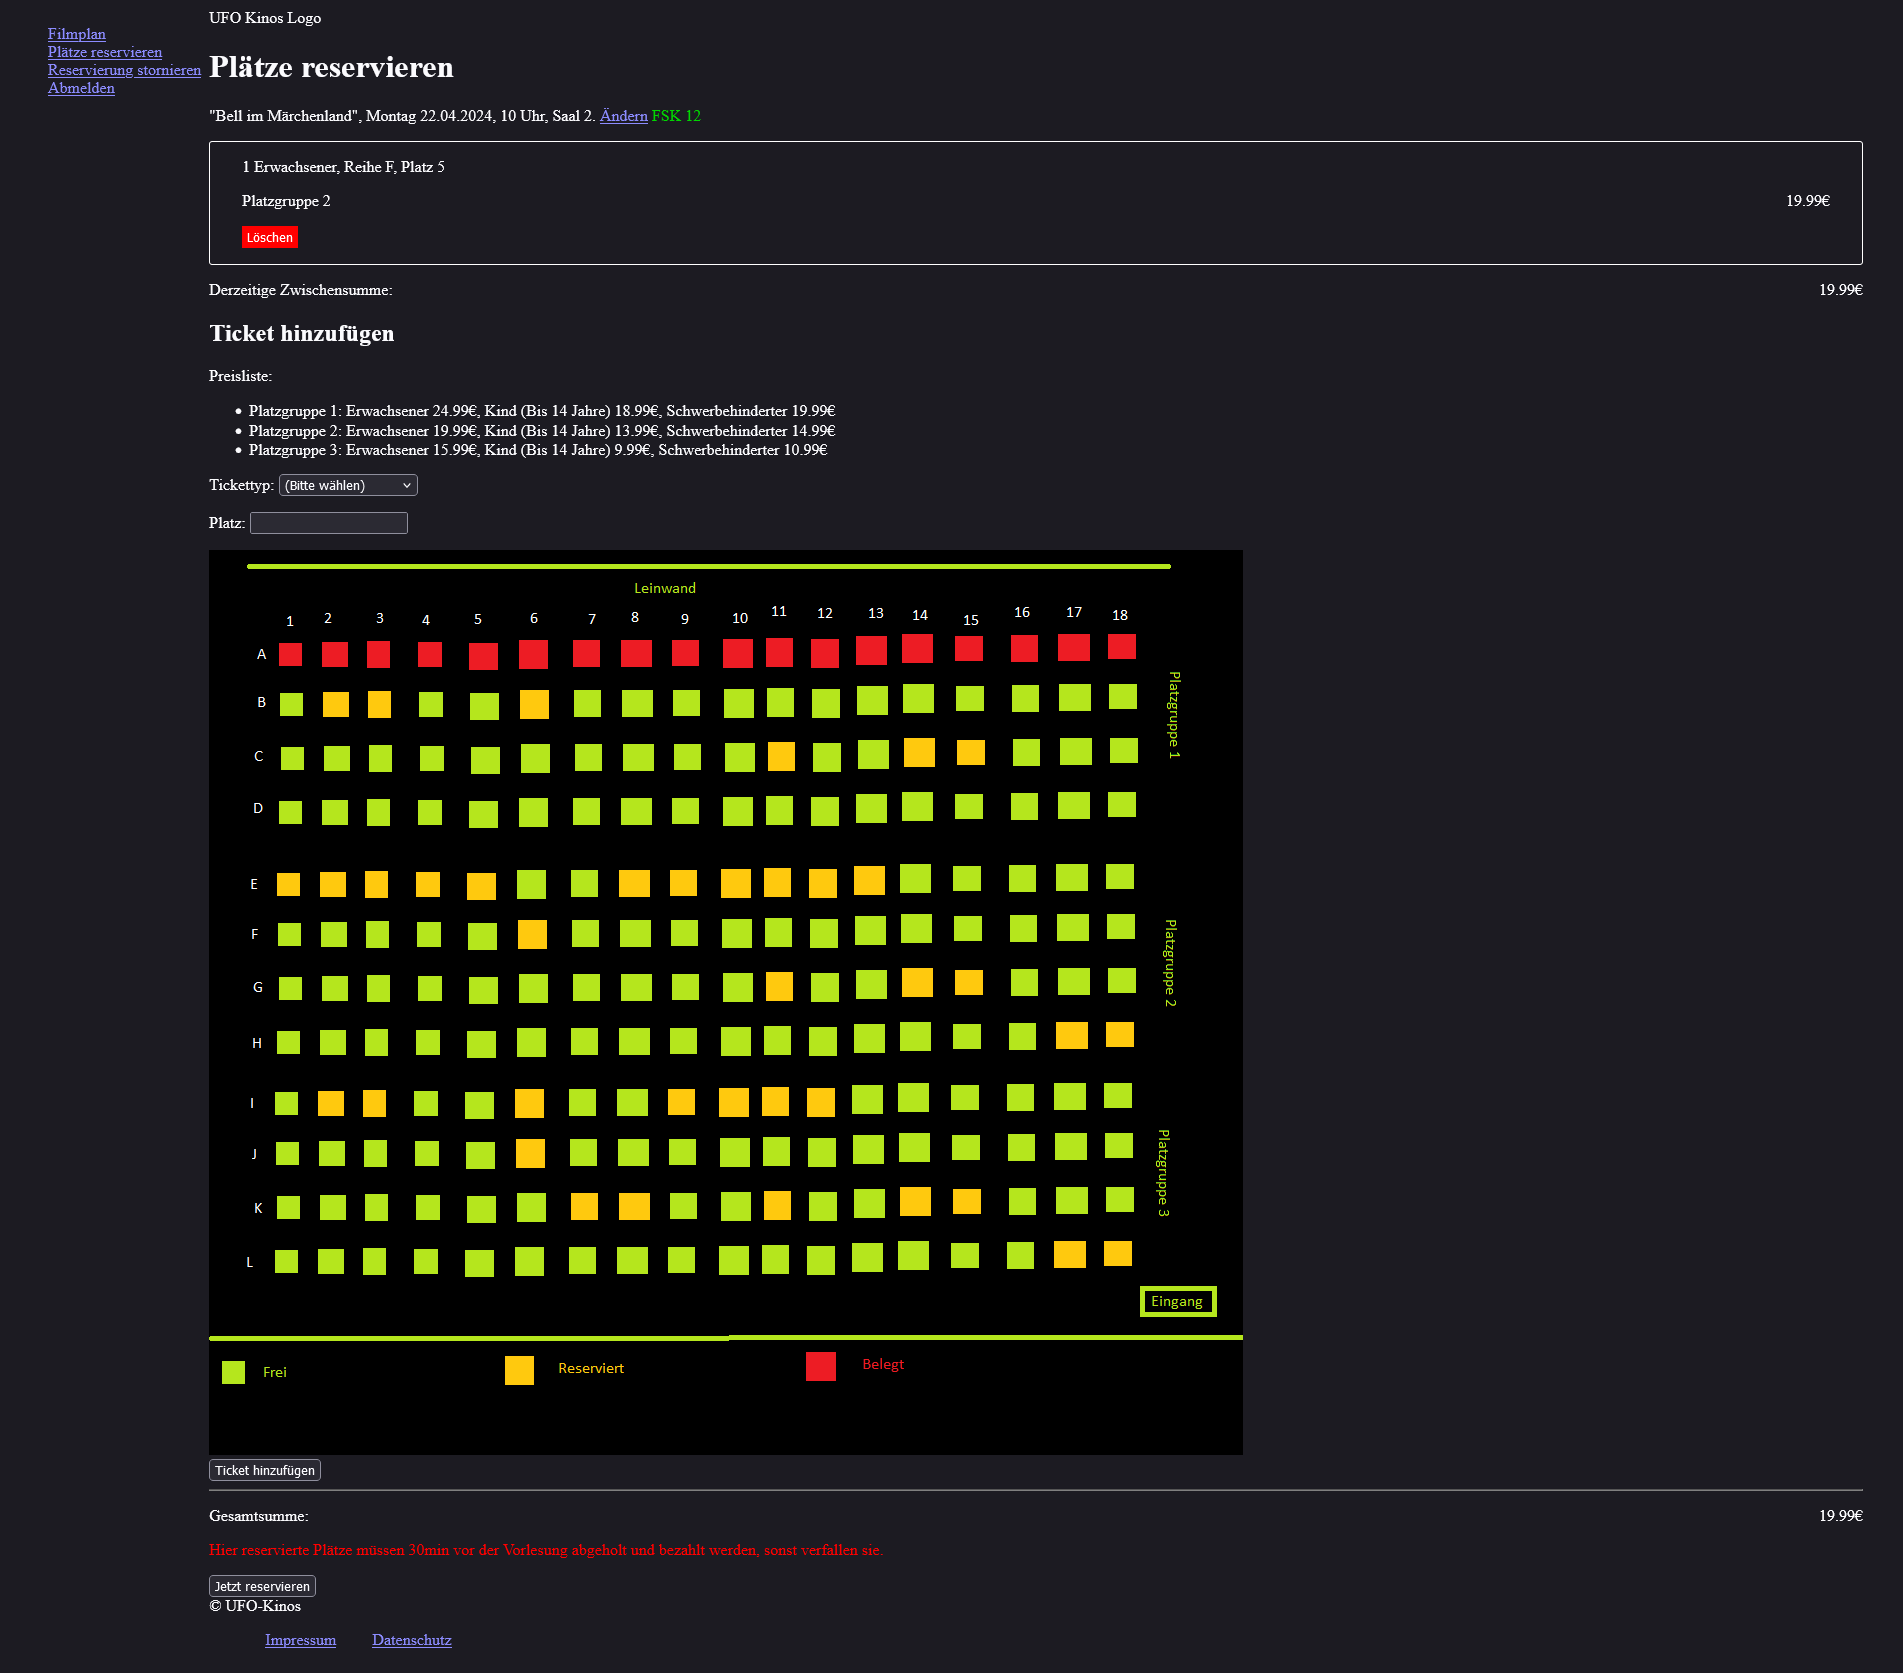 UFO Kinos Logo
Filmplan
Plätze reservieren
Reservierung stornieren
Abmelden
Plätze reservieren
"Bell im Märchenland", Montag 22.04.2024, 10 Uhr, Saal 2. Ändern FSK 12
1 Erwachsener, Reihe F, Platz 5
Platzgruppe 2 19.99€
Löschen
Derzeitige Zwischensumme: 19.99€
Ticket hinzufügen
Preisliste:
• Platzgruppe 1: Erwachsener 24.99€, Kind (Bis 14 Jahre) 18.99€, Schwerbehinderter 19.99€
• Platzgruppe 2: Erwachsener 19.99€, Kind (Bis 14 Jahre) 13.99€, Schwerbehinderter 14.99€
• Platzgruppe 3: Erwachsener 15.99€, Kind (Bis 14 Jahre) 9.99€, Schwerbehinderter 10.99€
Tickettyp: (Bitte wählen)
Platz:
Leinwand
1 2 3 4 5 6 7 8 9 10 11 12 13 14 15 16 17 18
A
B
Platzgruppe 1
C
D
E
F
Platzgruppe 2
G
H
I
J
Platzgruppe 3
K
L
Eingang
Frei Reserviert Belegt
Ticket hinzufügen
Gesamtsumme: 19.99€
Hier reservierte Plätze müssen 30min vor der Vorlesung abgeholt und bezahlt werden, sonst verfallen sie.
Jetzt reservieren
© UFO-Kinos
Impressum Datenschutz